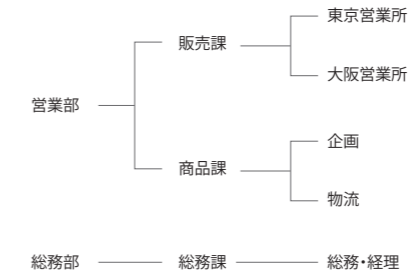 東京営業所
販売課
大阪営業所
営業部
企画
商品課
物流
総務部 総務課 総務・経理